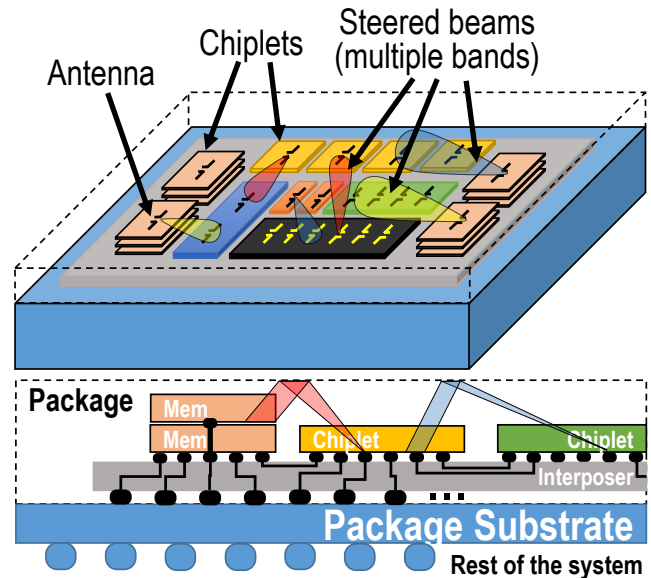 Steered beams
(multiple bands)
Chiplets
Antenna
Package
Mem
Mem
Chiplet
Chiplet
Interposer
Package Substrate
Rest of the system